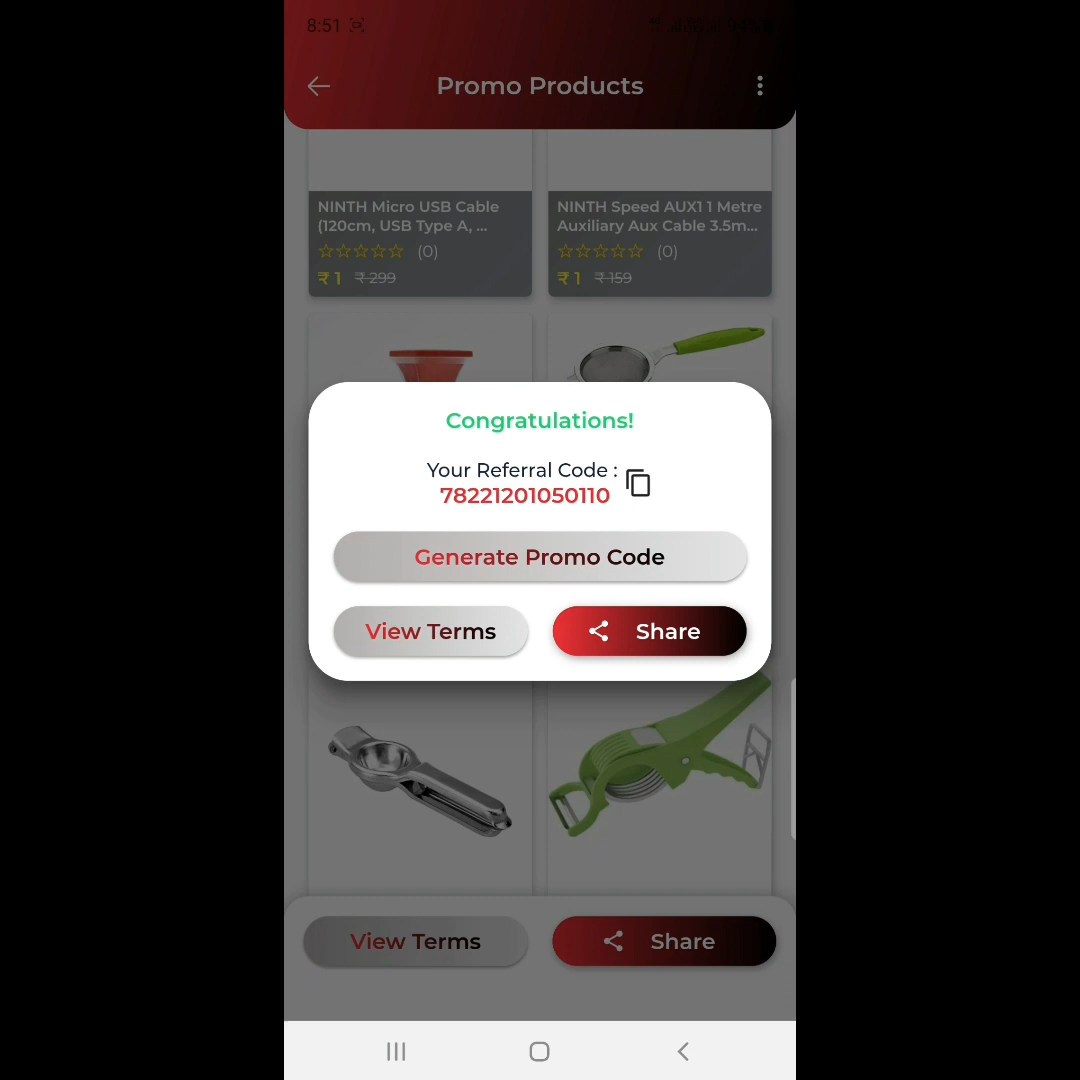 8:51
Promo Products
NINTH Micro USB Cable
(120cm, USB Type A, ...
(0)
₹ 1 ₹ 299
NINTH Speed AUX1 1 Metre
Auxiliary Aux Cable 3.5m...
(0)
₹ 1 ₹ 159
Congratulations!
Your Referral Code :
78221201050110
Generate Promo Code
View Terms
Share
View Terms
Share